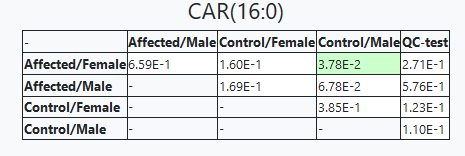 CAR(16:0)
- Affected/Male Control/Female Control/Male QC-test
Affected/Female 6.59E-1 1.60E-1 3.78E-2 2.71E-1
Affected/Male - 1.69E-1 6.78E-2 5.76E-1
Control/Female - - 3.85E-1 1.23E-1
Control/Male - - - 1.10E-1